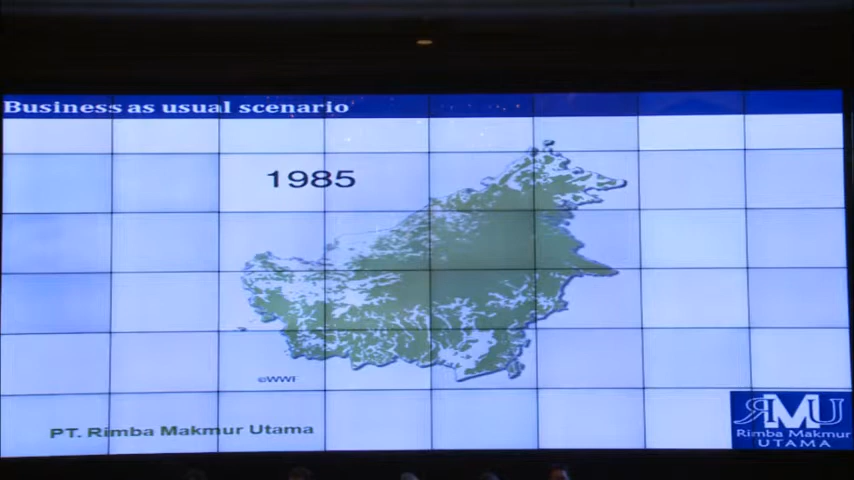 Business as usual scenario
1985
©WWF
PT. Rimba Makmur Utama
RMU
Rimba Makmur
UTAMA